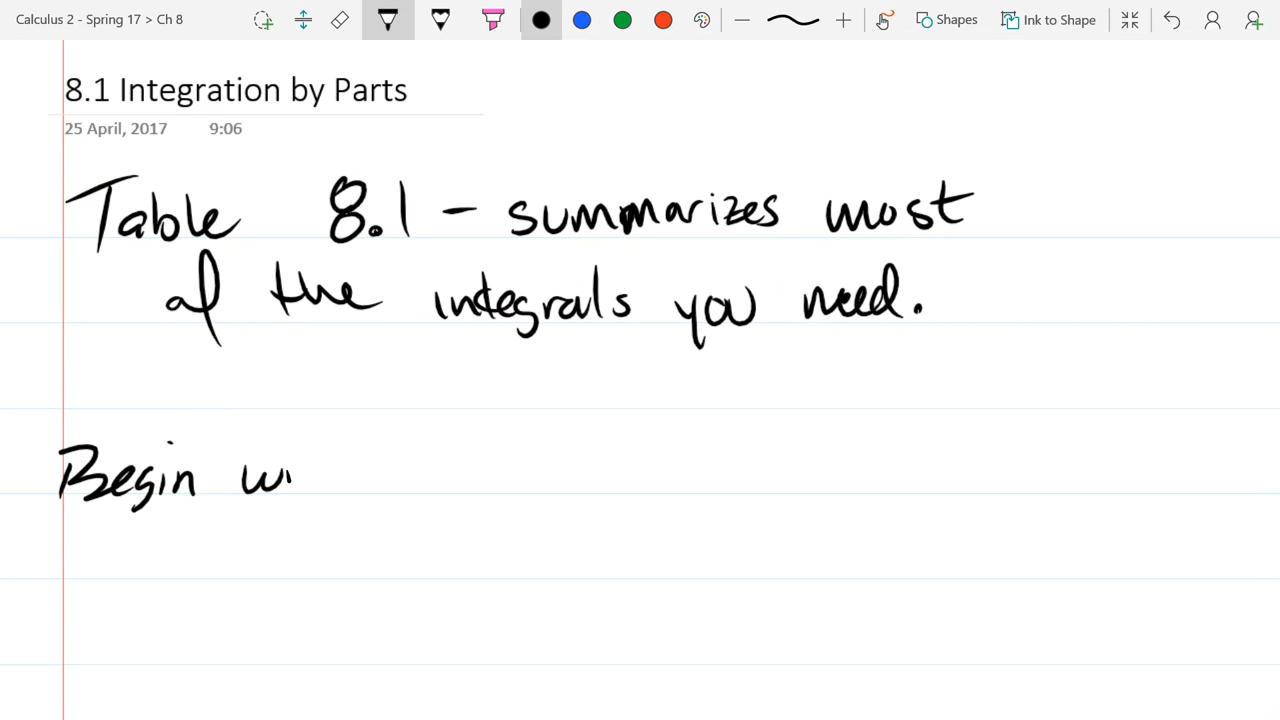 Calculus 2 - Spring 17 > Ch 8
Shapes
Ink to Shape
8.1 Integration by Parts
25 April, 2017 9:06
Table 8.1 - summarizes most
of the integrals you need.
Begin wi